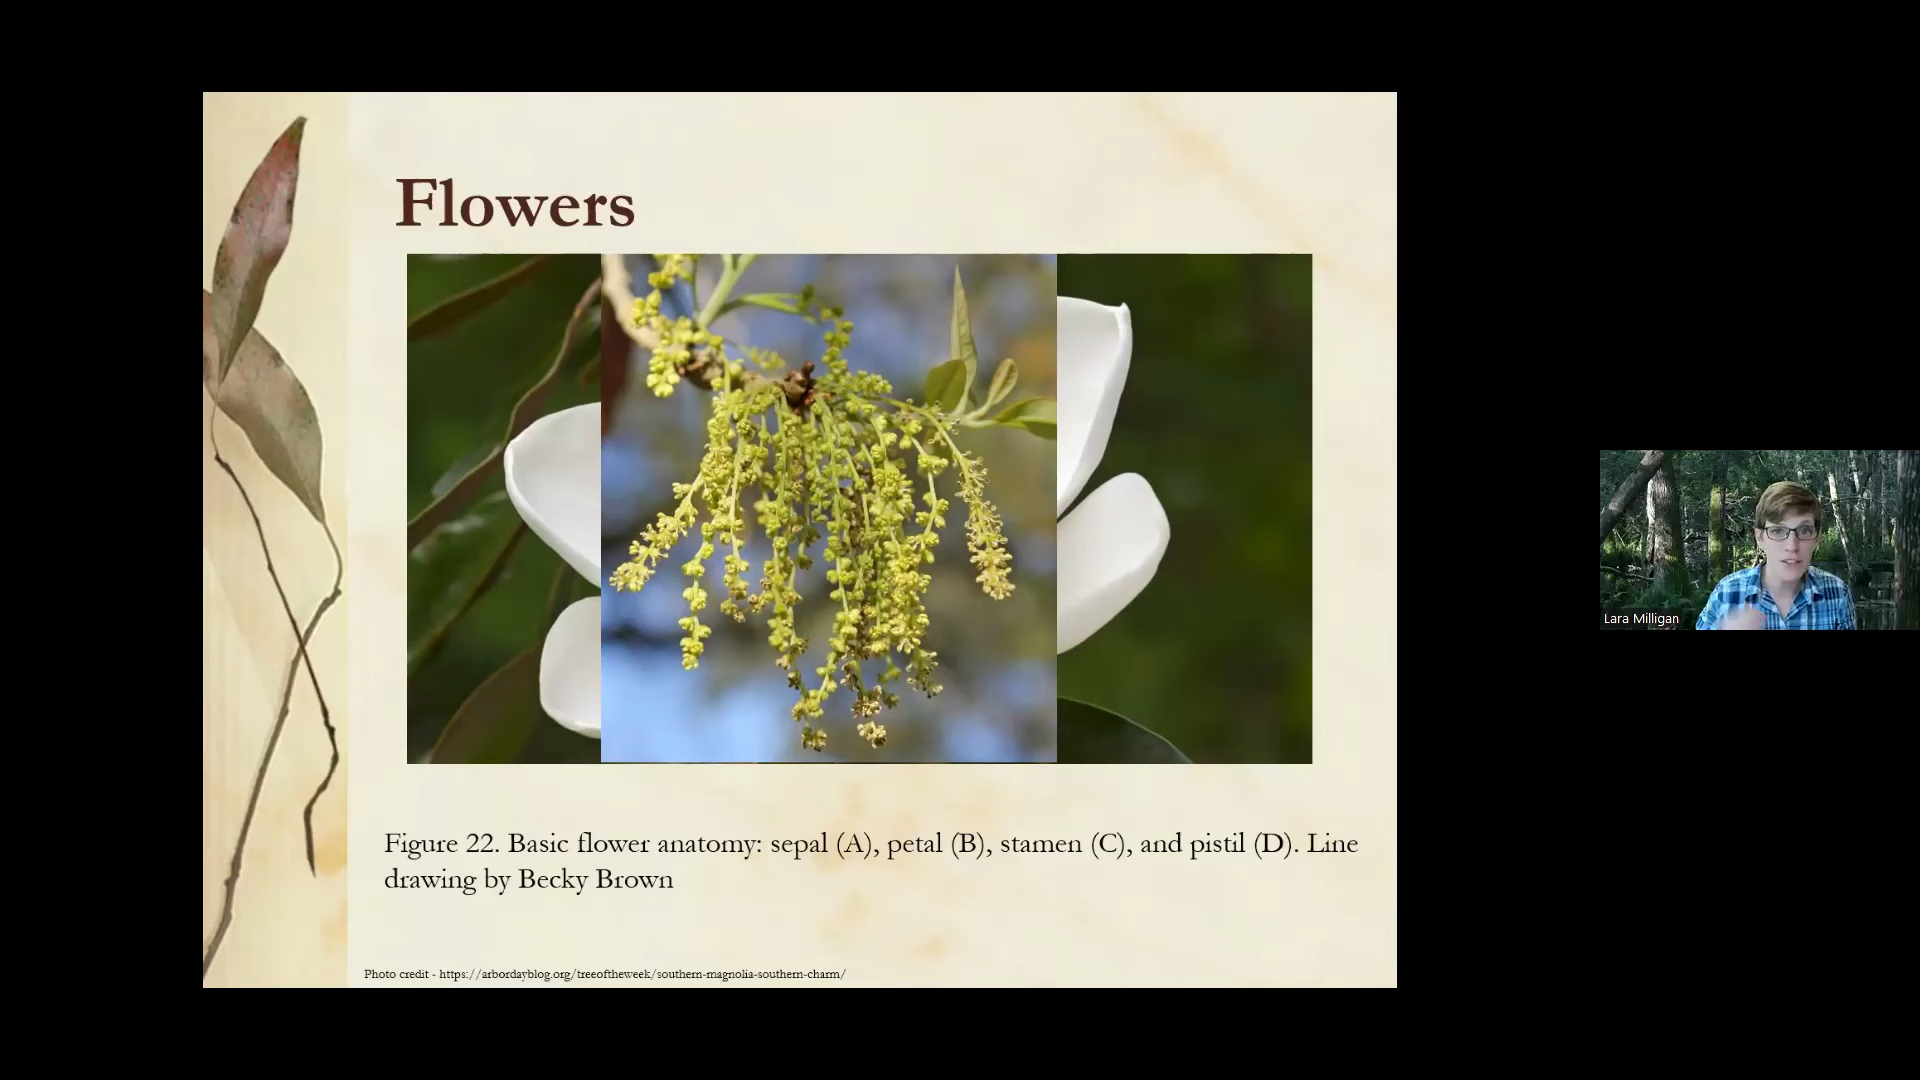 Flowers
Figure 22. Basic flower anatomy: sepal (A), petal (B), stamen (C), and pistil (D). Line
drawing by Becky Brown
Photo credit - https://arbordayblog.org/treeoftheweek/southern-magnolia-southern-charm/
Lara Milligan